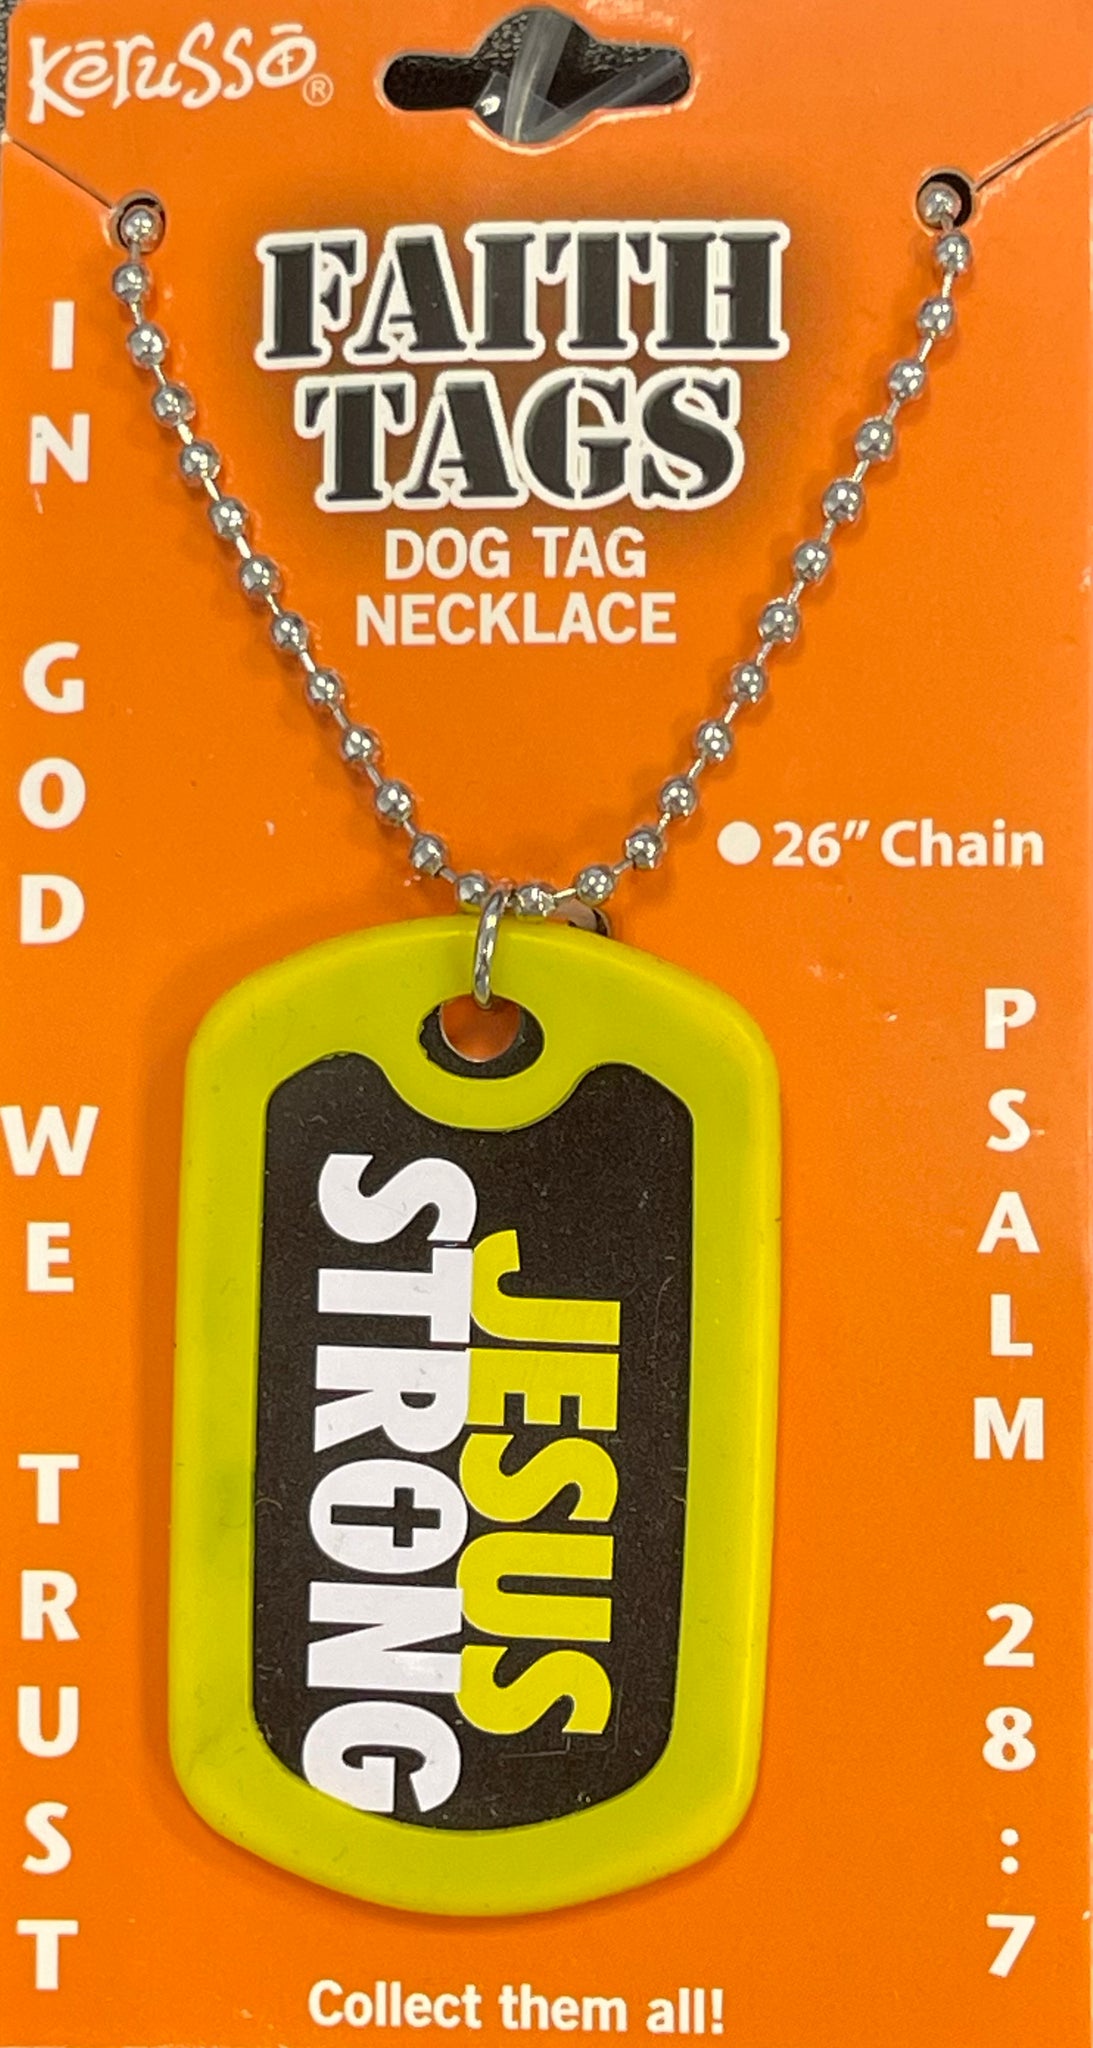 Kerusso®
FAITH
TAGS
DOG TAG
NECKLACE
IN GOD WE TRUST
26" Chain
PSALM 28:7
JESUS
STRONG
Collect them all!